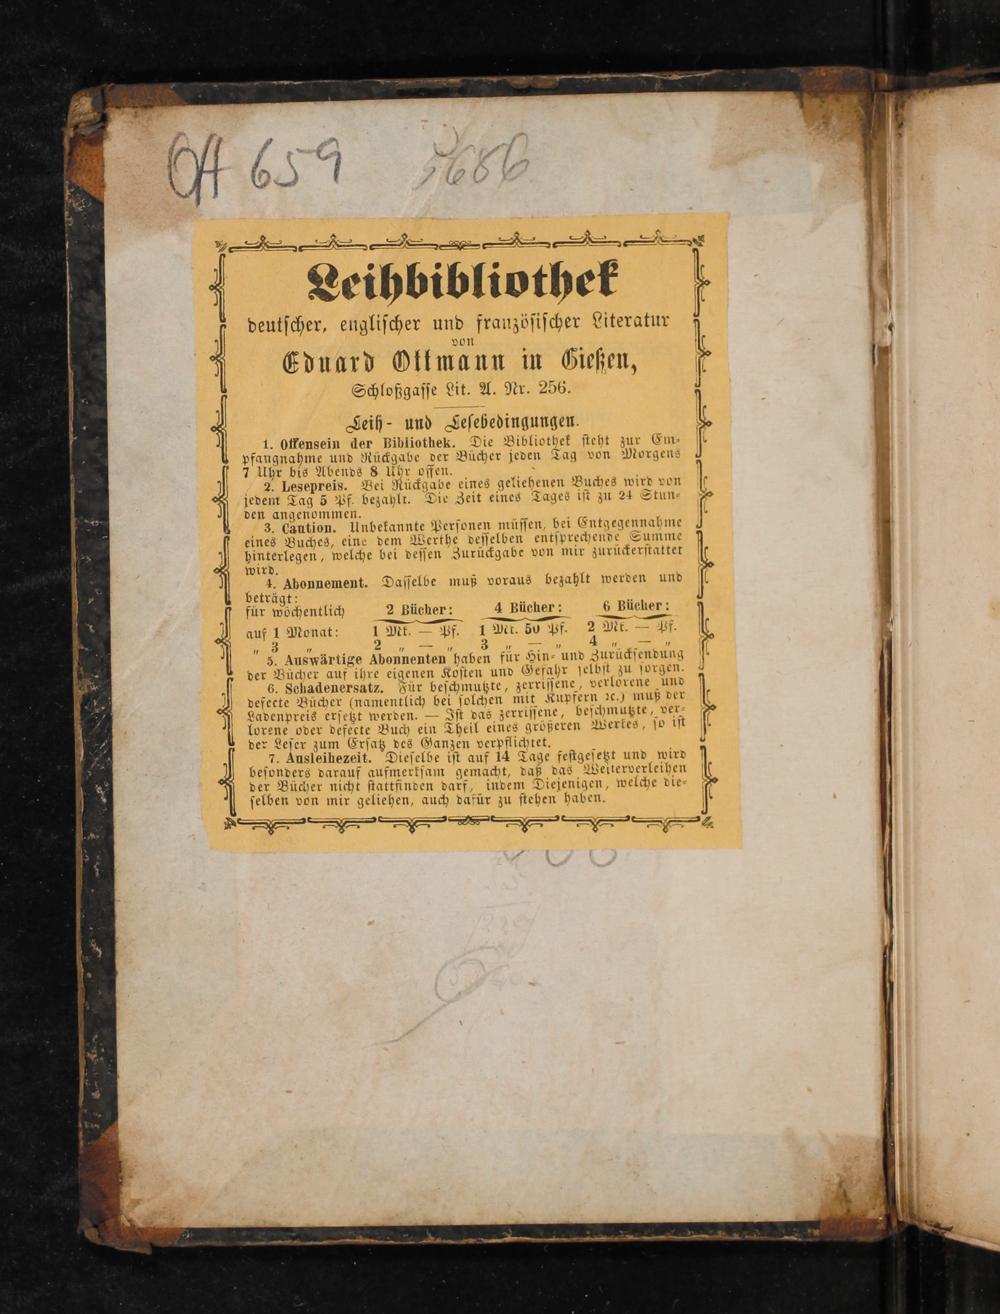 Off 659 5686
Leihbibliothek
deutscher, englischer und französischer Literatur
von
Eduard Ottmann in Gießen,
Schloßgasse Lit. A. Nr. 256.
Leih- und Lesebedingungen.
1. Offensein der Bibliothek. Die Bibliothek steht zur Em-
pfangnahme und Rückgabe der Bücher jeden Tag von Morgens
7 Uhr bis Abends 8 Uhr offen.
2. Lesepreis. Bei Rückgabe eines geliehenen Buches wird von
jedem Tag 5 Pf. bezahlt. Die Zeit eines Tages ist zu 24 Stun-
den angenommen.
3. Caution. Unbekannte Personen müssen, bei Entgegennahme
eines Buches, eine dem Werthe desselben entsprechende Summe
hinterlegen, welche bei dessen Zurückgabe von mir zurückerstattet
wird.
4. Abonnement. Dasselbe muß voraus bezahlt werden und
beträgt:
für wöchentlich 2 Bücher: 4 Bücher: 6 Bücher:
auf 1 Monat: 1 Mk. — Pf. 1 Mk. 50 Pf. 2 Mk. — Pf.
" 3 " 2 " — " 3 " — " 4 " — "
5. Auswärtige Abonnenten haben für Hin- und Zurücksendung
der Bücher auf ihre eigenen Kosten und Gefahr selbst zu sorgen.
6. Schadenersatz. Für beschmutzte, zerrissene, verlorene und
defecte Bücher (namentlich bei solchen mit Kupfern ꝛc.) muß der
Ladenpreis ersetzt werden. — Ist das zerrissene, beschmutzte, ver-
lorene oder defecte Buch ein Theil eines größeren Werkes, so ist
der Leser zum Ersatz des Ganzen verpflichtet.
7. Ausleihezeit. Dieselbe ist auf 14 Tage festgesetzt und wird
besonders darauf aufmerksam gemacht, daß das Weiterverleihen
der Bücher nicht stattfinden darf, indem Diejenigen, welche die-
selben von mir geliehen, auch dafür zu stehen haben.